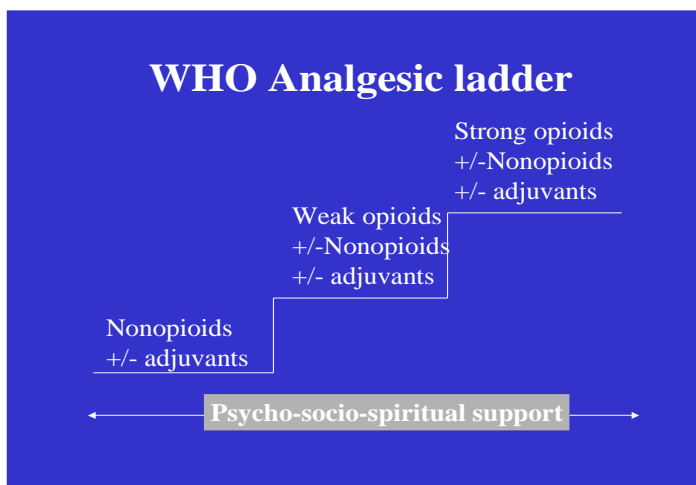 WHO Analgesic ladder
Strong opioids
+/-Nonopioids
+/- adjuvants
Weak opioids
+/-Nonopioids
+/- adjuvants
Nonopioids
+/- adjuvants
Psycho-socio-spiritual support